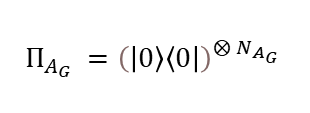 Π_{A_G} = (|0⟩⟨0|)^{⊗ N_{A_G}}